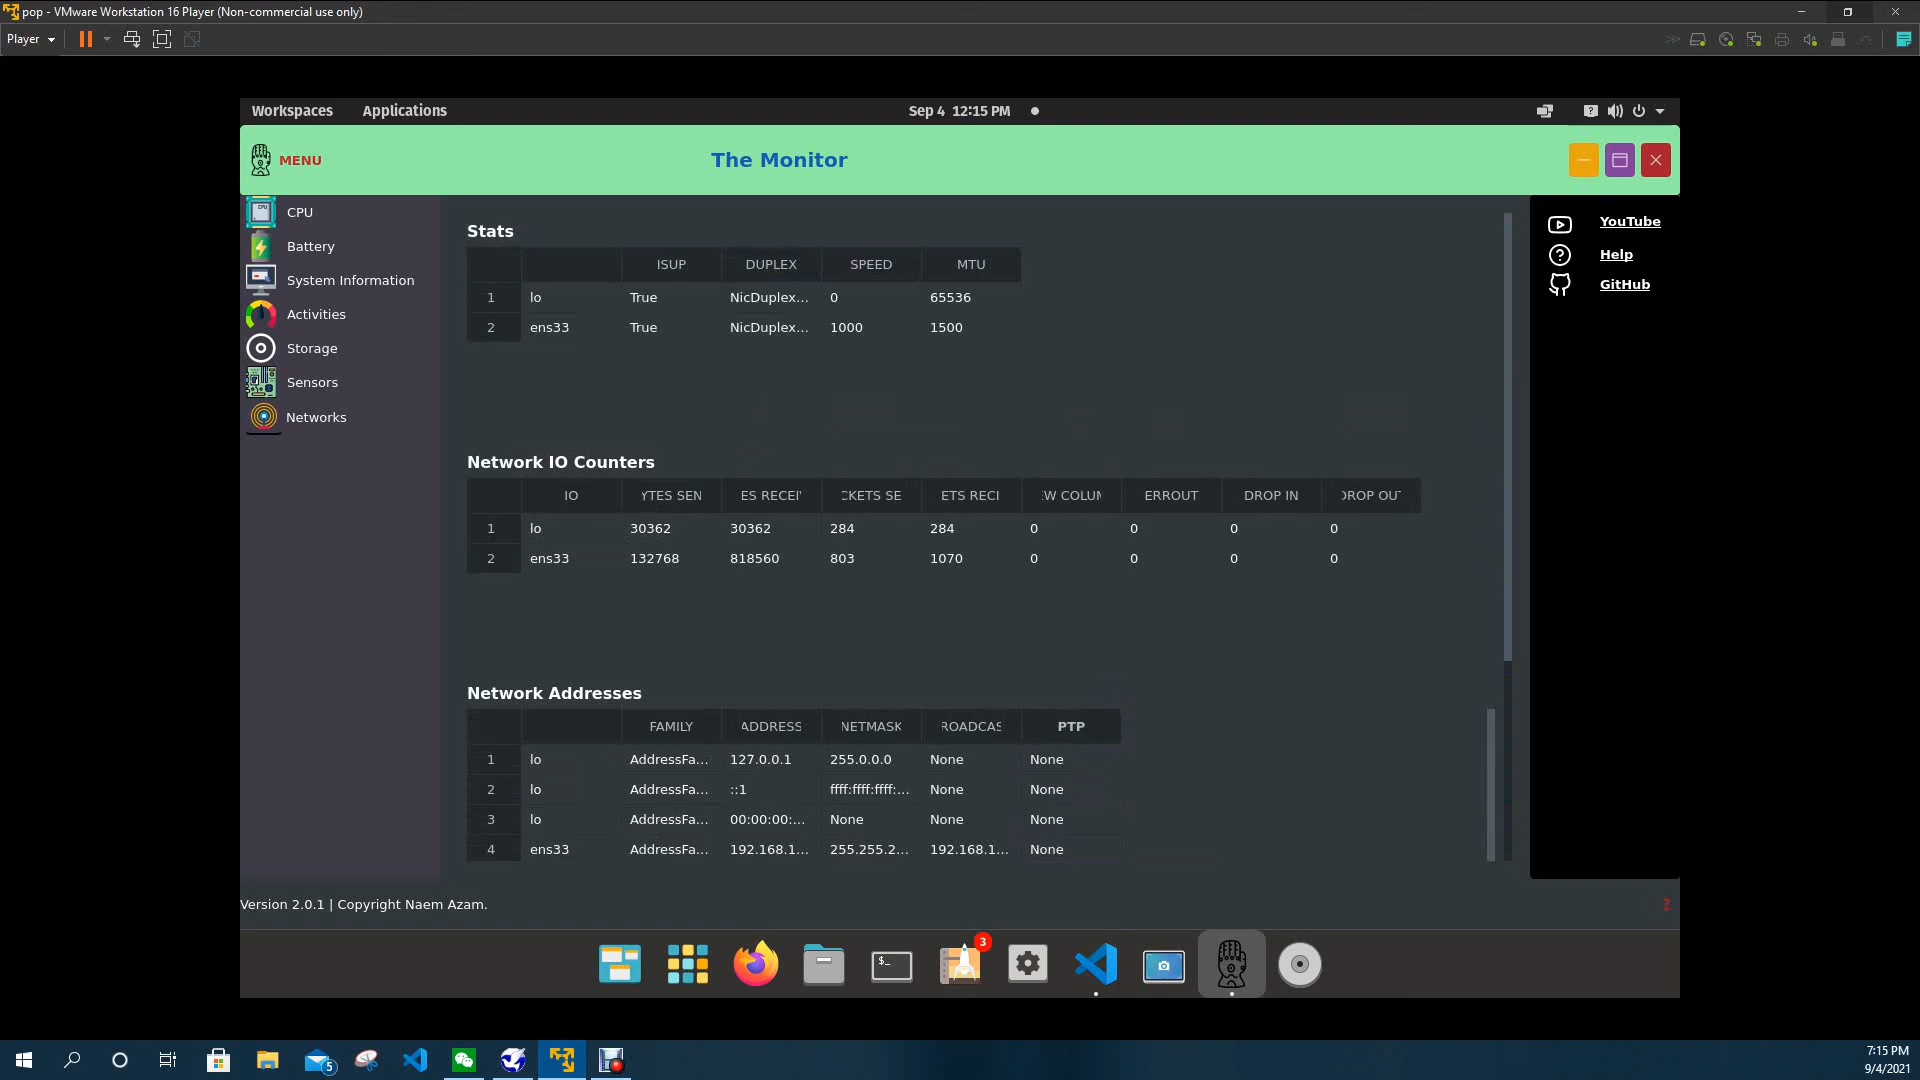 pop - VMware Workstation 16 Player (Non-commercial use only)
Player
Workspaces Applications Sep 4 12:15 PM
MENU The Monitor
CPU
Battery
System Information
Activities
Storage
Sensors
Networks
Stats
ISUP DUPLEX SPEED MTU
1 lo True NicDuplex... 0 65536
2 ens33 True NicDuplex... 1000 1500
Network IO Counters
IO YTES SEN ES RECEI CKETS SE ETS RECI W COLUM ERROUT DROP IN DROP OUT
1 lo 30362 30362 284 284 0 0 0 0
2 ens33 132768 818560 803 1070 0 0 0 0
Network Addresses
FAMILY ADDRESS NETMASK ROADCAS PTP
1 lo AddressFa... 127.0.0.1 255.0.0.0 None None
2 lo AddressFa... ::1 ffff:ffff:ffff:... None None
3 lo AddressFa... 00:00:00:... None None None
4 ens33 AddressFa... 192.168.1... 255.255.2... 192.168.1... None
YouTube
Help
GitHub
Version 2.0.1 | Copyright Naem Azam.
?
3
$_
5
7:15 PM
9/4/2021